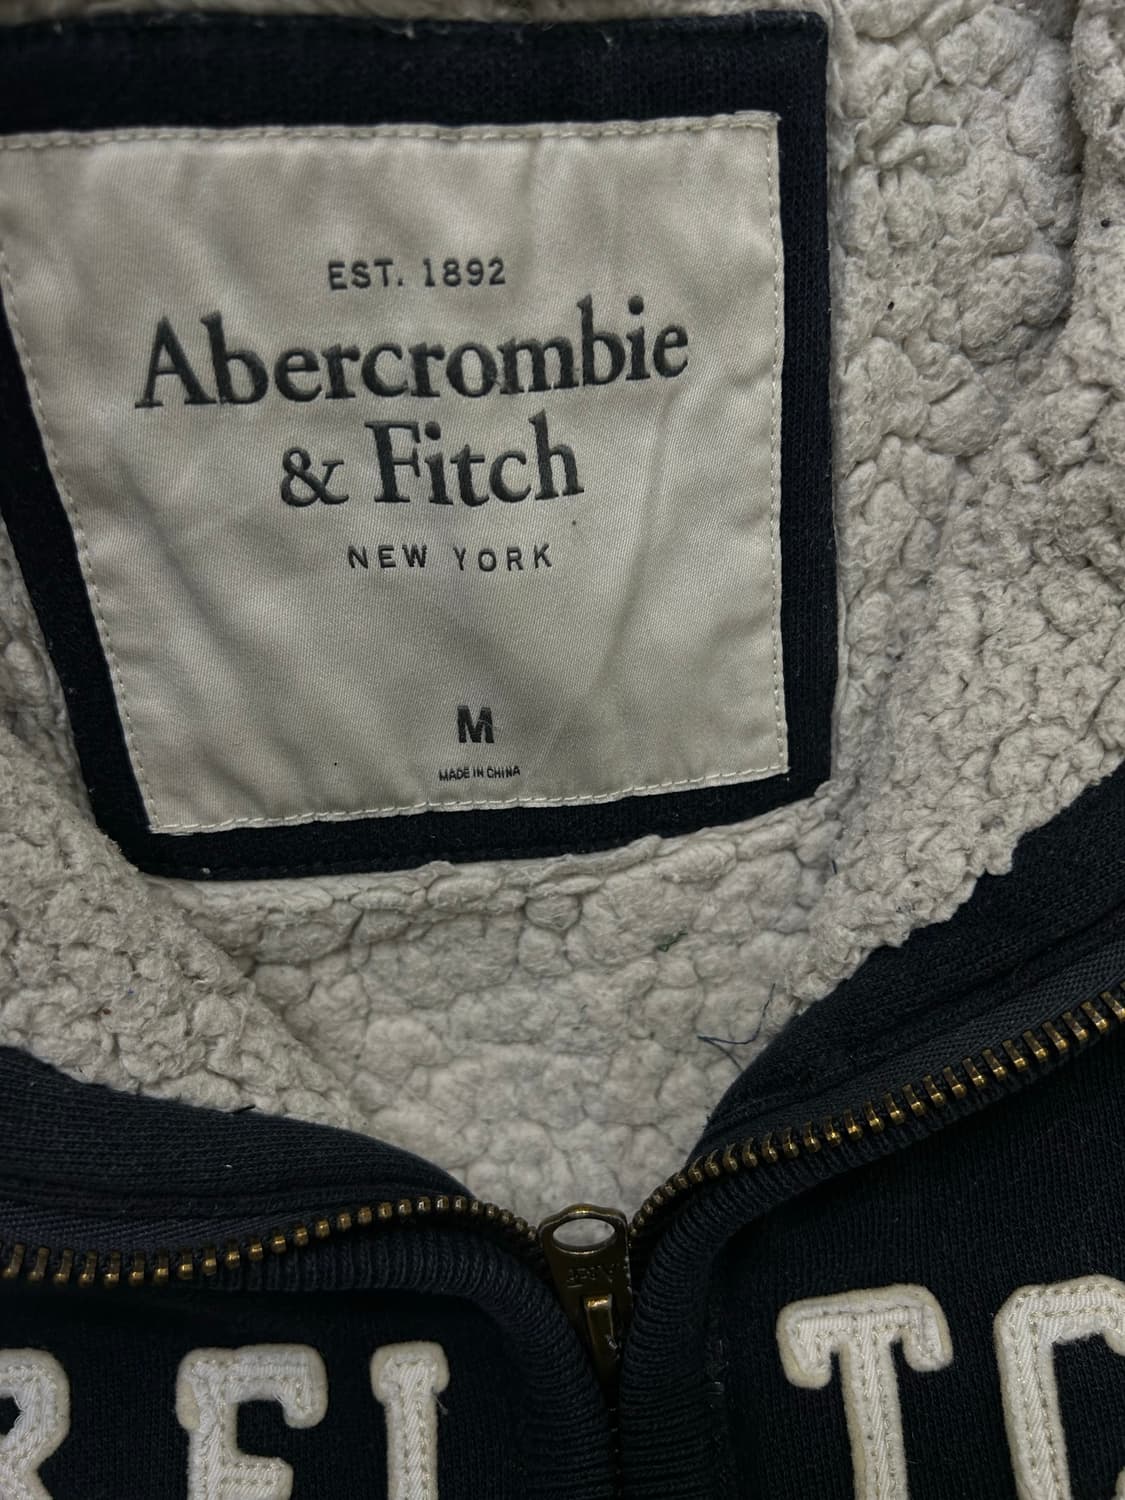 EST. 1892
Abercrombie
& Fitch
NEW YORK
M
MADE IN CHINA